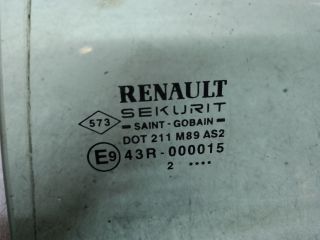 RENAULT
SEKURIT
573 SAINT-GOBAIN
DOT 211 M89 AS2
E9 43R-000015
2 ....